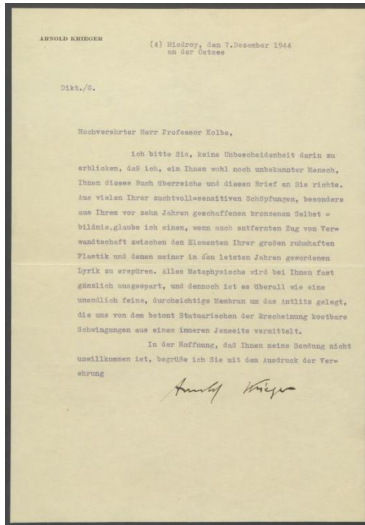 ARNOLD KRIEGER
(4) Misdroy, den 7.Dezember 1944
an der Ostsee
Dikt./S.
Hochverehrter Herr Professor Kolbe,
ich bitte Sie, keine Unbescheidenheit darin zu
erblicken, daß ich, ein Ihnen wohl noch unbekannter Mensch,
Ihnen dieses Buch überreiche und diesen Brief an Sie richte.
Aus vielen Ihrer machtvoll=sensitiven Schöpfungen, besonders
aus Ihrem vor zehn Jahren geschaffenen bronzenen Selbst =
bildnis,glaube ich einen, wenn auch entfernten Zug von Ver=
wandtschaft zwischen den Elementen Ihrer großen ruhehaften
Plastik und denen meiner in den letzten Jahren gewordenen
Lyrik zu erspüren. Alles Metaphysische wird bei Ihnen fast
gänzlich ausgespart, und dennoch ist es überall wie eine
unendlich feine, durchsichtige Membran um das Antlitz gelegt,
die uns von dem betont Statuarischen der Erscheinung kostbare
Schwingungen aus einem inneren Jenseits vermittelt.
In der Hoffnung, daß Ihnen meine Sendung nicht
unwillkommen ist, begrüße ich Sie mit dem Ausdruck der Ver=
ehrung
Arnold Krieger